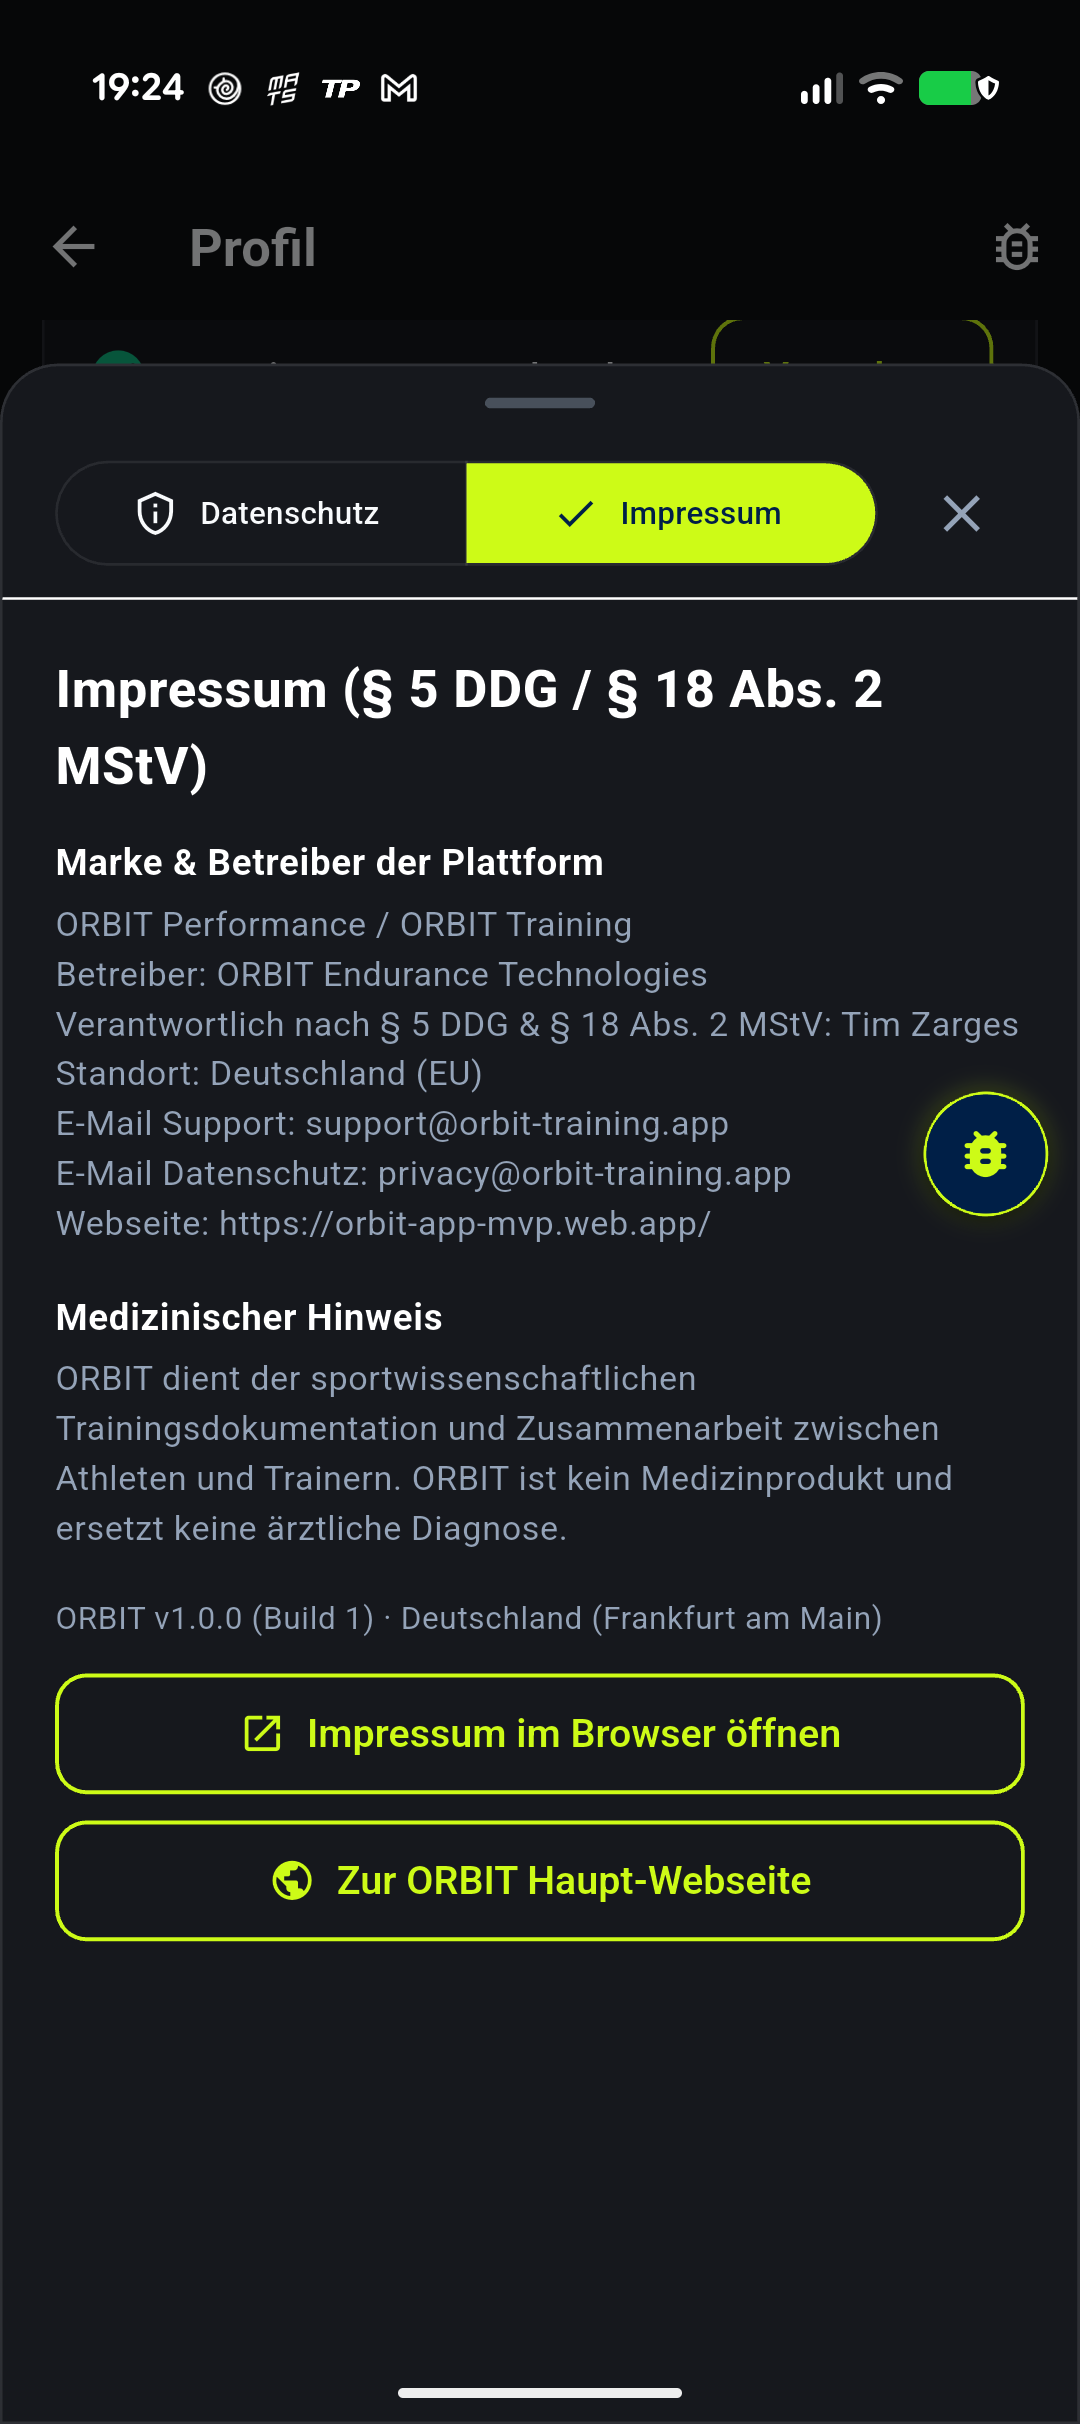 19:24 MATS TP
Profil
Datenschutz
Impressum
Impressum (§ 5 DDG / § 18 Abs. 2
MStV)
Marke & Betreiber der Plattform
ORBIT Performance / ORBIT Training
Betreiber: ORBIT Endurance Technologies
Verantwortlich nach § 5 DDG & § 18 Abs. 2 MStV: Tim Zarges
Standort: Deutschland (EU)
E-Mail Support: support@orbit-training.app
E-Mail Datenschutz: privacy@orbit-training.app
Webseite: https://orbit-app-mvp.web.app/
Medizinischer Hinweis
ORBIT dient der sportwissenschaftlichen
Trainingsdokumentation und Zusammenarbeit zwischen
Athleten und Trainern. ORBIT ist kein Medizinprodukt und
ersetzt keine ärztliche Diagnose.
ORBIT v1.0.0 (Build 1) · Deutschland (Frankfurt am Main)
Impressum im Browser öffnen
Zur ORBIT Haupt-Webseite